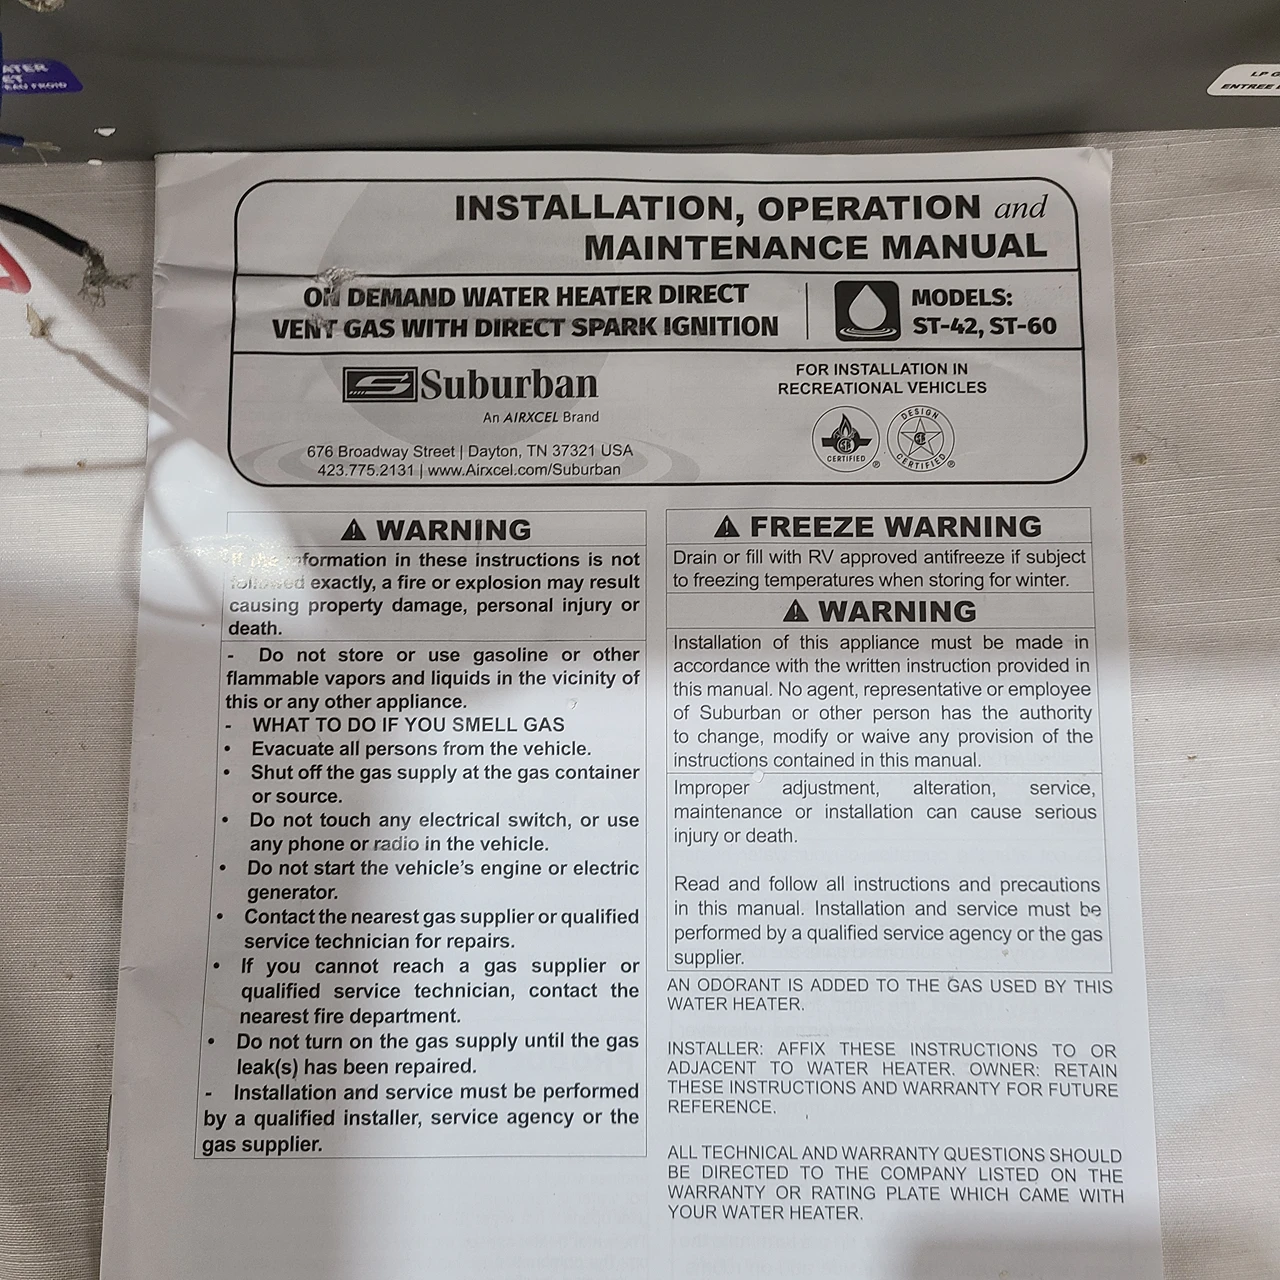 ATER
ET
EAU FROID
LP G
ENTREE
INSTALLATION, OPERATION and
MAINTENANCE MANUAL
ON DEMAND WATER HEATER DIRECT
VENT GAS WITH DIRECT SPARK IGNITION
MODELS:
ST-42, ST-60
Suburban
An AIRXCEL Brand
676 Broadway Street | Dayton, TN 37321 USA
423.775.2131 | www.Airxcel.com/Suburban
FOR INSTALLATION IN
RECREATIONAL VEHICLES
CERTIFIED ®
DESIGN CERTIFIED ®
WARNING
If the information in these instructions is not
followed exactly, a fire or explosion may result
causing property damage, personal injury or
death.
- Do not store or use gasoline or other
flammable vapors and liquids in the vicinity of
this or any other appliance.
- WHAT TO DO IF YOU SMELL GAS
• Evacuate all persons from the vehicle.
• Shut off the gas supply at the gas container
or source.
• Do not touch any electrical switch, or use
any phone or radio in the vehicle.
• Do not start the vehicle's engine or electric
generator.
• Contact the nearest gas supplier or qualified
service technician for repairs.
• If you cannot reach a gas supplier or
qualified service technician, contact the
nearest fire department.
• Do not turn on the gas supply until the gas
leak(s) has been repaired.
- Installation and service must be performed
by a qualified installer, service agency or the
gas supplier.
FREEZE WARNING
Drain or fill with RV approved antifreeze if subject
to freezing temperatures when storing for winter.
WARNING
Installation of this appliance must be made in
accordance with the written instruction provided in
this manual. No agent, representative or employee
of Suburban or other person has the authority
to change, modify or waive any provision of the
instructions contained in this manual.
Improper adjustment, alteration, service,
maintenance or installation can cause serious
injury or death.
Read and follow all instructions and precautions
in this manual. Installation and service must be
performed by a qualified service agency or the gas
supplier.
AN ODORANT IS ADDED TO THE GAS USED BY THIS
WATER HEATER.
INSTALLER: AFFIX THESE INSTRUCTIONS TO OR
ADJACENT TO WATER HEATER. OWNER: RETAIN
THESE INSTRUCTIONS AND WARRANTY FOR FUTURE
REFERENCE.
ALL TECHNICAL AND WARRANTY QUESTIONS SHOULD
BE DIRECTED TO THE COMPANY LISTED ON THE
WARRANTY OR RATING PLATE WHICH CAME WITH
YOUR WATER HEATER.